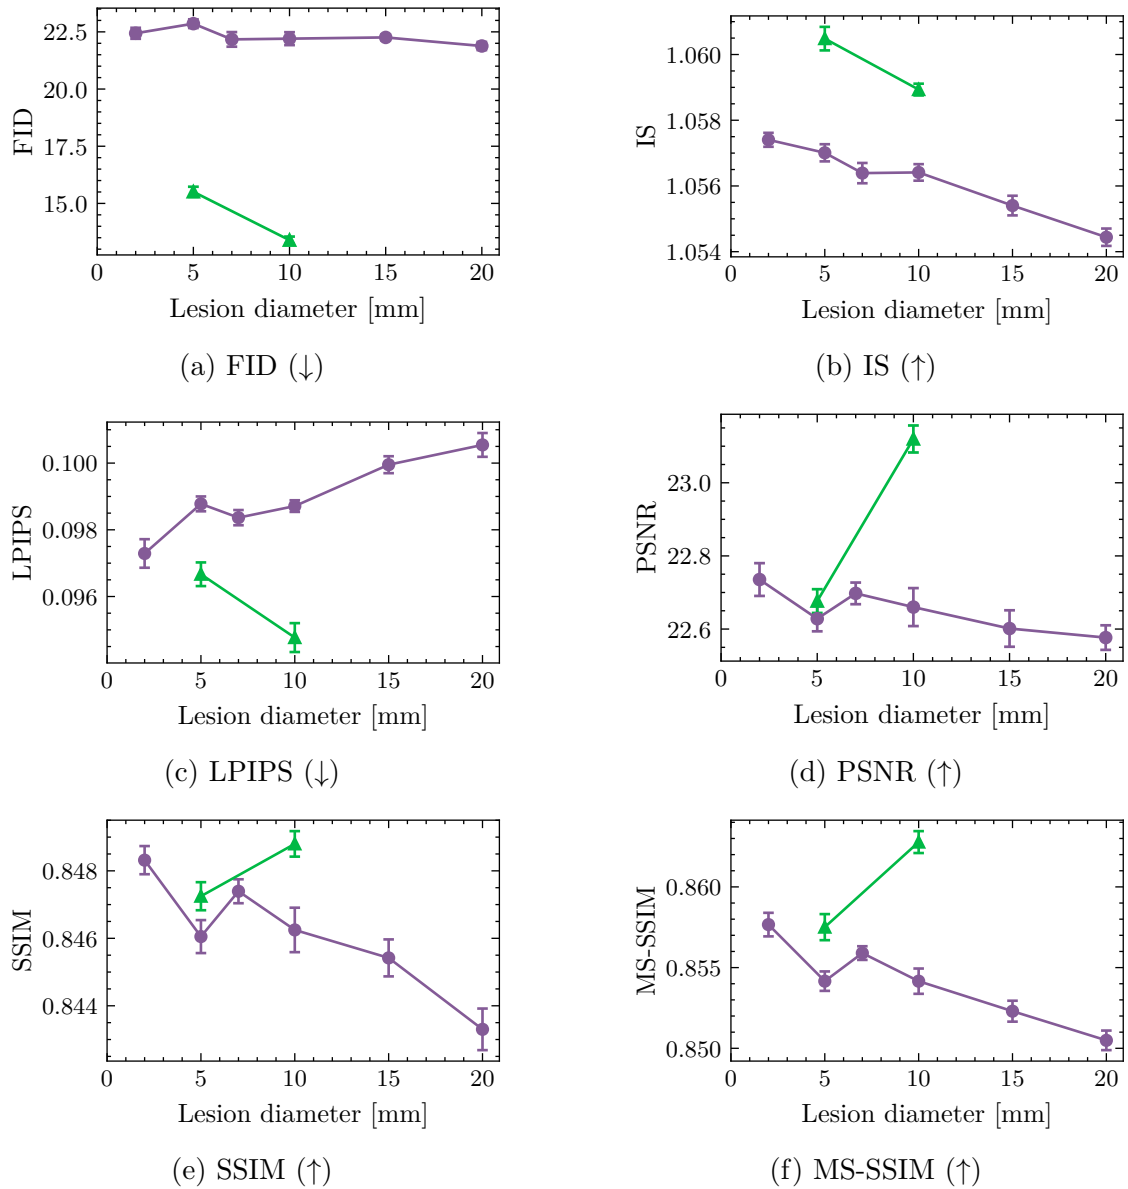 22.5
20.0
17.5
15.0
FID
0 5 10 15 20
Lesion diameter [mm]
(a) FID (↓)
1.060
1.058
1.056
1.054
IS
0 5 10 15 20
Lesion diameter [mm]
(b) IS (↑)
0.100
0.098
0.096
LPIPS
0 5 10 15 20
Lesion diameter [mm]
(c) LPIPS (↓)
23.0
22.8
22.6
PSNR
0 5 10 15 20
Lesion diameter [mm]
(d) PSNR (↑)
0.848
0.846
0.844
SSIM
0 5 10 15 20
Lesion diameter [mm]
(e) SSIM (↑)
0.860
0.855
0.850
MS-SSIM
0 5 10 15 20
Lesion diameter [mm]
(f) MS-SSIM (↑)